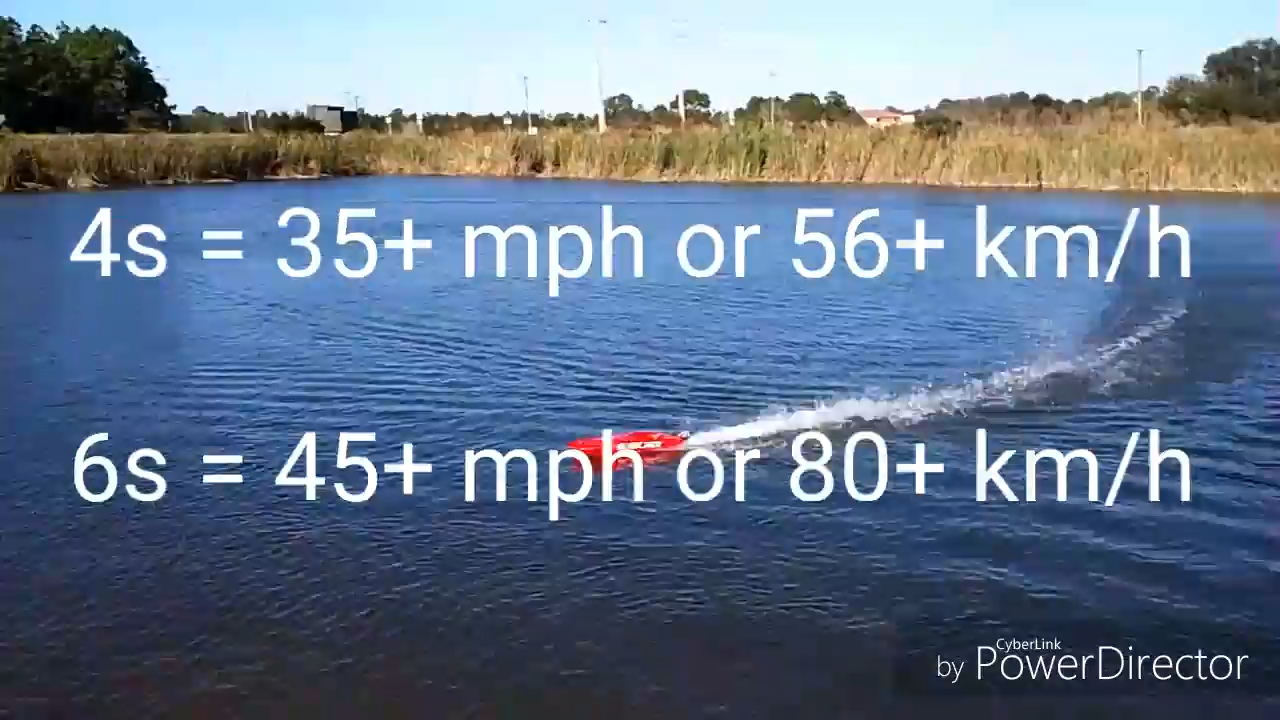 4s = 35+ mph or 56+ km/h
6s = 45+ mph or 80+ km/h
CyberLink
by PowerDirector